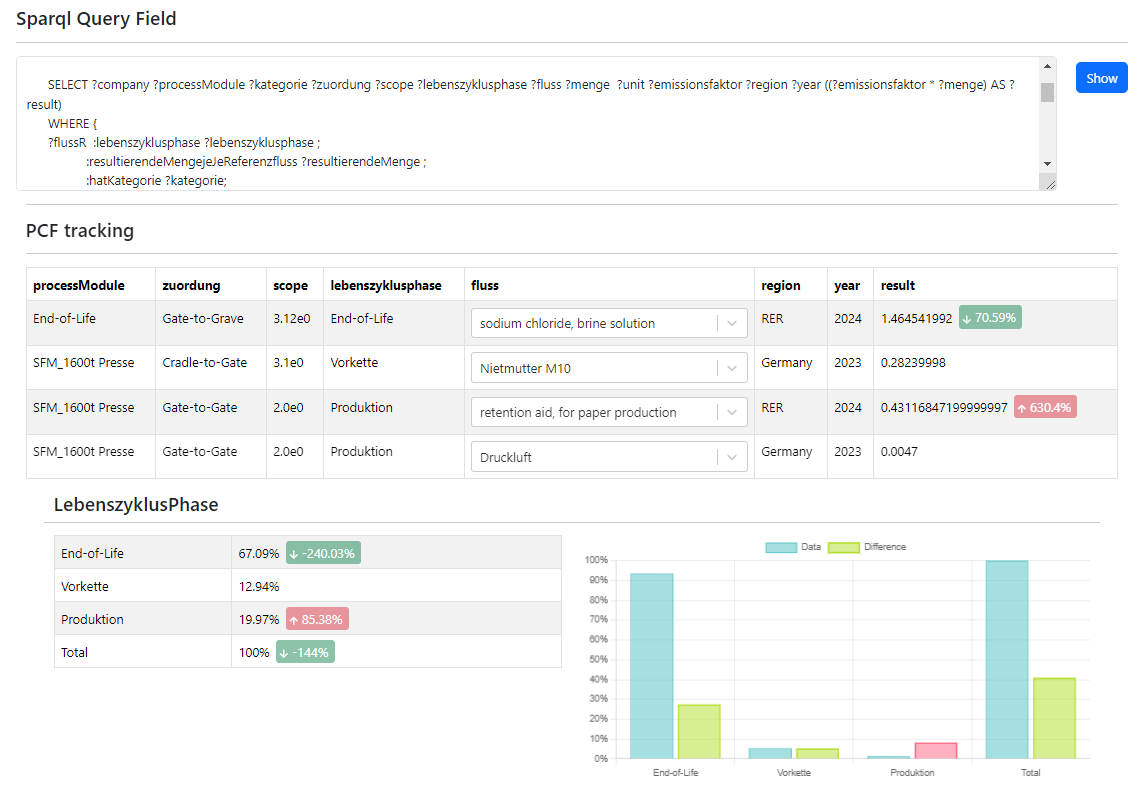 Sparql Query Field
SELECT ?company ?processModule ?kategorie ?zuordung ?scope ?lebenszyklusphase ?fluss ?menge ?unit ?emissionsfaktor ?region ?year ((?emissionsfaktor * ?menge) AS ?
result)
WHERE {
?flussR :lebenszyklusphase ?lebenszyklusphase ;
:resultierendeMengejeJeReferenzfluss ?resultierendeMenge ;
:hatKategorie ?kategorie;
Show
PCF tracking
processModule zuordung scope lebenszyklusphase fluss region year result
End-of-Life Gate-to-Grave 3.12e0 End-of-Life sodium chloride, brine solution RER 2024 1.464541992 ↓ 70.59%
SFM_1600t Presse Cradle-to-Gate 3.1e0 Vorkette Nietmutter M10 Germany 2023 0.28239998
SFM_1600t Presse Gate-to-Gate 2.0e0 Produktion retention aid, for paper production RER 2024 0.43116847199999997 ↑ 630.4%
SFM_1600t Presse Gate-to-Gate 2.0e0 Produktion Druckluft Germany 2023 0.0047
LebenszyklusPhase
End-of-Life 67.09% ↓ -240.03%
Vorkette 12.94%
Produktion 19.97% ↑ 85.38%
Total 100% ↓ -144%
Data Difference
100%
90%
80%
70%
60%
50%
40%
30%
20%
10%
0%
End-of-Life Vorkette Produktion Total